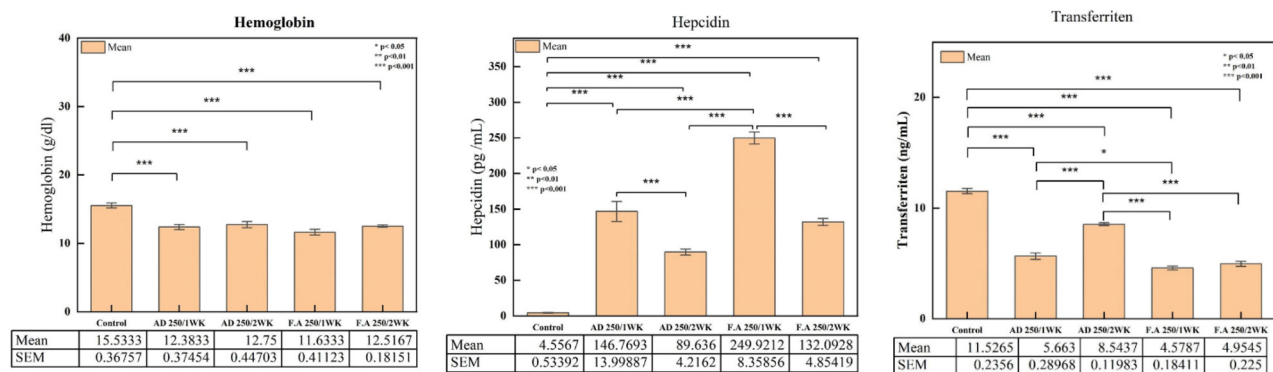 Hemoglobin
Mean
* p< 0.05
** p<0.01
*** p<0.001
40
30
20
10
0
Hemoglobin (g/dl)
***
***
***
***
Control AD 250/1WK AD 250/2WK F.A 250/1WK F.A 250/2WK
Mean 15.5333 12.3833 12.75 11.6333 12.5167
SEM 0.36757 0.37454 0.44703 0.41123 0.18151
Hepcidin
Mean
350
300
250
200
150
100
50
0
Hepcidin (pg /mL)
***
***
***
*** ***
*** ***
* p< 0.05
** p<0.01
*** p<0.001
***
Control AD 250/1WK AD 250/2WK F.A 250/1WK F.A 250/2WK
Mean 4.5567 146.7693 89.636 249.9212 132.0928
SEM 0.53392 13.99887 4.2162 8.35856 4.85419
Transferriten
Mean
* p< 0.05
** p<0.01
*** p<0.001
20
10
0
Transferriten (ng/mL)
***
***
***
***
*
***
***
***
Control AD 250/1WK AD 250/2WK F.A 250/1WK F.A 250/2WK
Mean 11.5265 5.663 8.5437 4.5787 4.9545
SEM 0.2356 0.28968 0.11983 0.18411 0.225